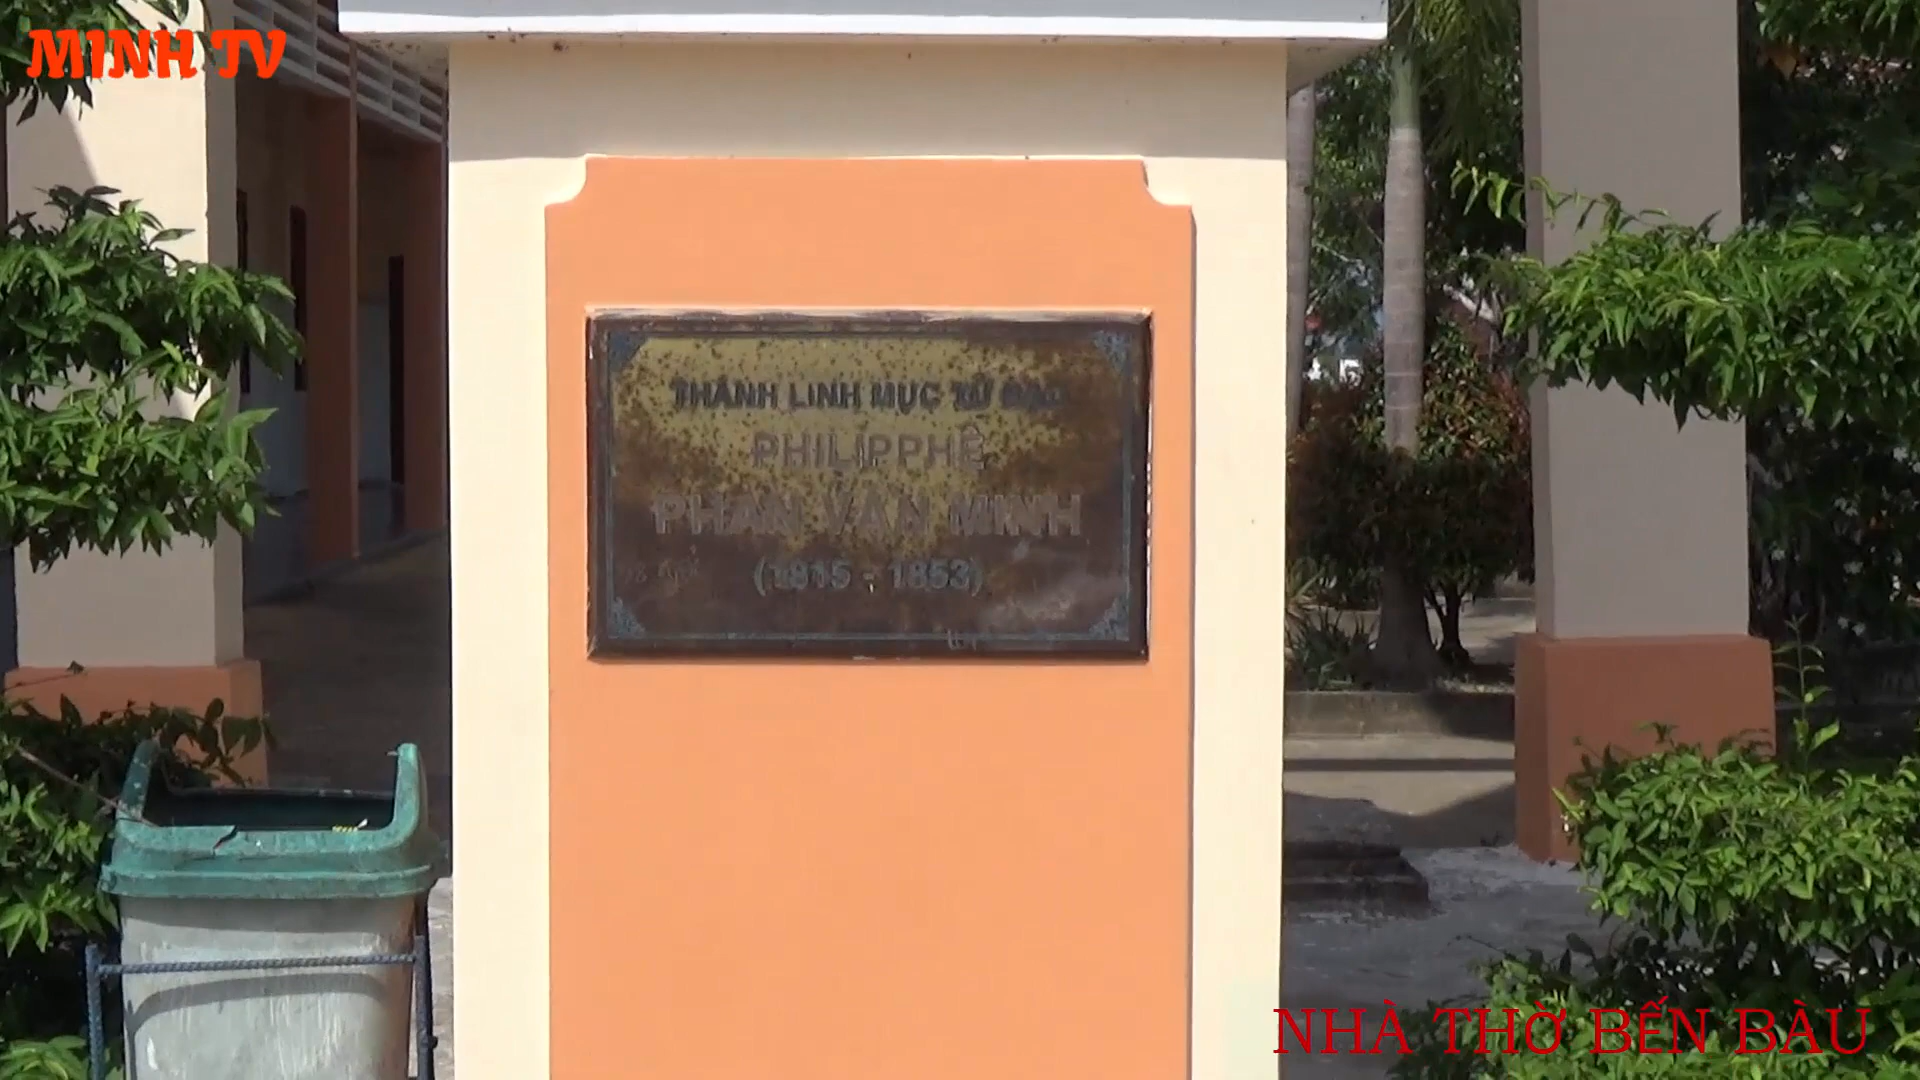 MINH TV
THÁNH LINH MỤC TỬ ĐẠO
PHILIPPHÊ
PHAN VĂN MINH
(1815 - 1853)
NHÀ THỜ BẾN BÀU